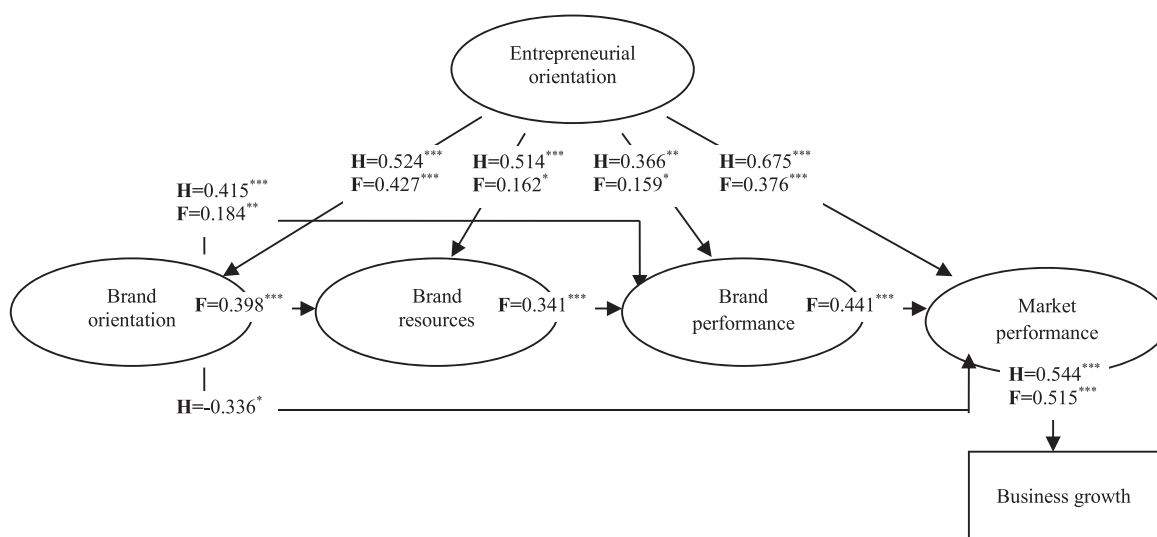 Entrepreneurial
orientation
H=0.524***
F=0.427***
H=0.514***
F=0.162*
H=0.366**
F=0.159*
H=0.675***
F=0.376***
H=0.415***
F=0.184**
Brand
orientation
F=0.398***
Brand
resources
F=0.341***
Brand
performance
F=0.441***
Market
performance
H=0.544***
F=0.515***
H=-0.336*
Business growth